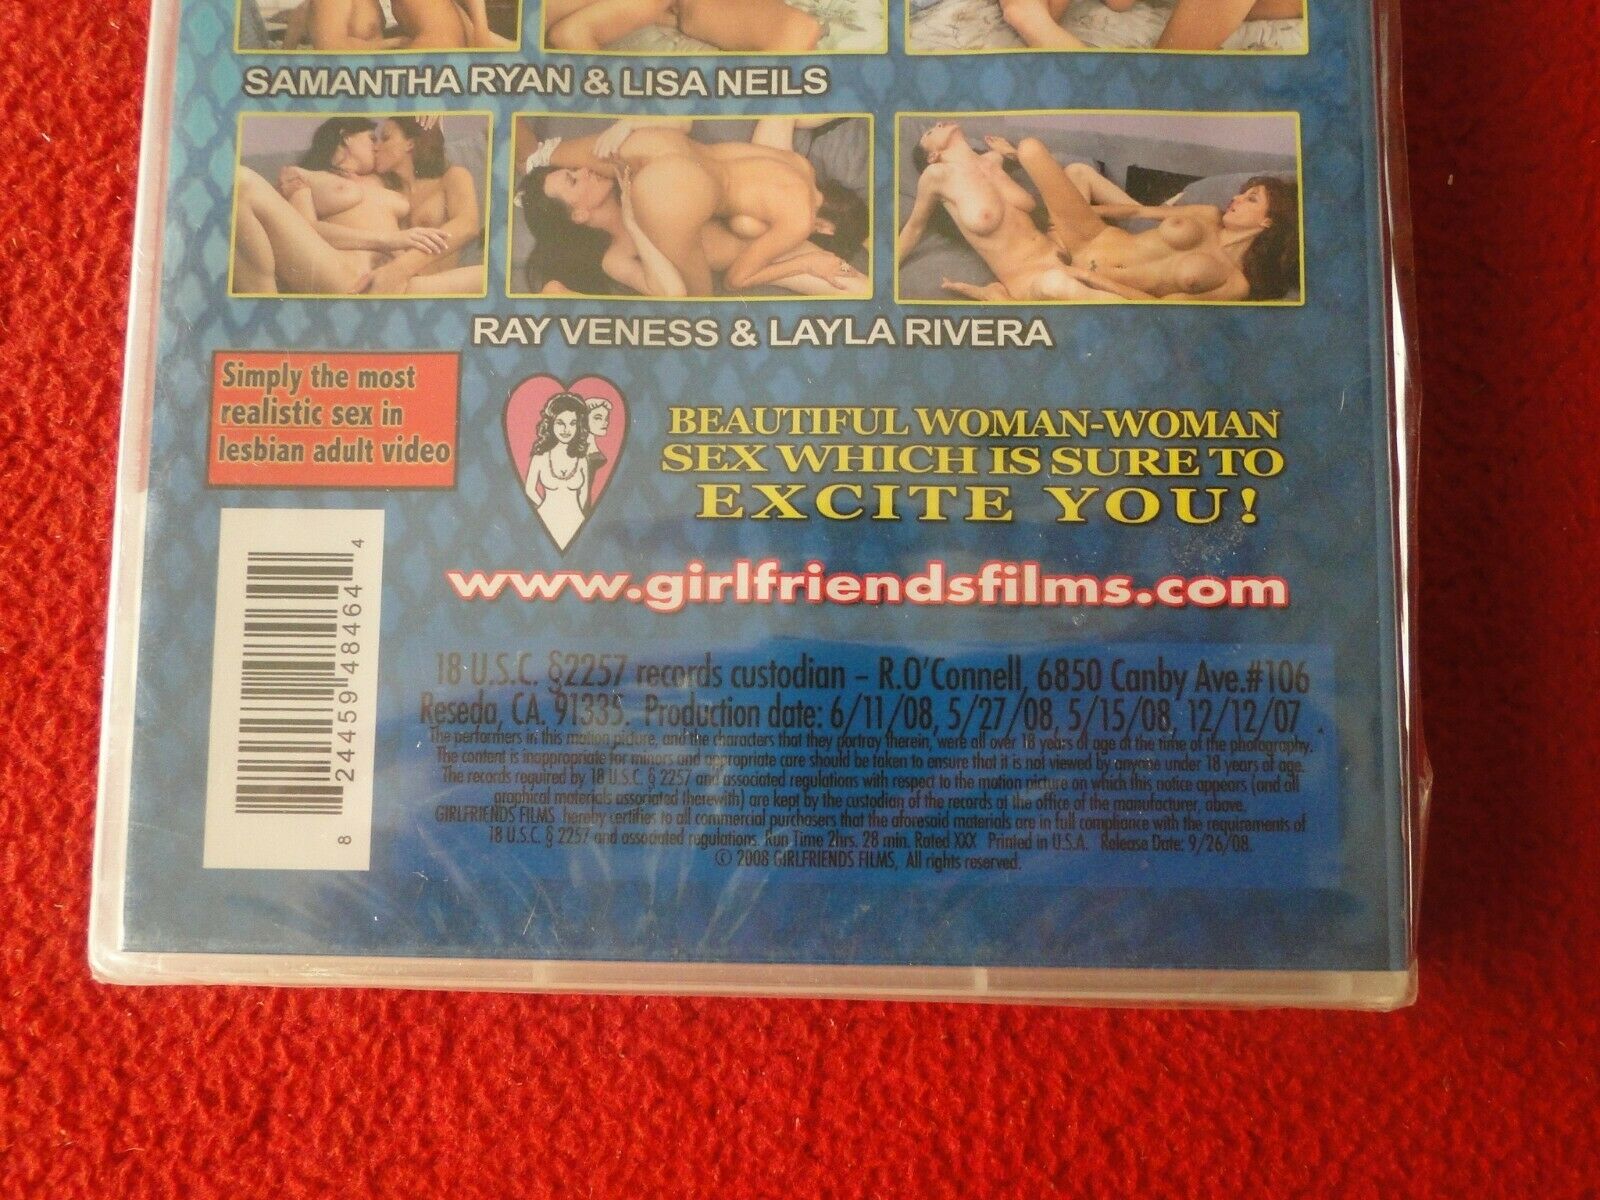 SAMANTHA RYAN & LISA NEILS
RAY VENESS & LAYLA RIVERA
Simply the most
realistic sex in
lesbian adult video
BEAUTIFUL WOMAN-WOMAN
SEX WHICH IS SURE TO
EXCITE YOU!
www.girlfriendsfilms.com
8 24459 48464 4
18 U.S.C. §2257 records custodian – R.O'Connell, 6850 Canby Ave.#106
Reseda, CA. 91335. Production date: 6/11/08, 5/27/08, 5/15/08, 12/12/07
The performers in this motion picture, and the characters that they portray therein, were all over 18 years of age at the time of the photography.
The content is inappropriate for minors and appropriate care should be taken to ensure that it is not viewed by anyone under 18 years of age.
The records required by 18 U.S.C. § 2257 and associated regulations with respect to the motion picture on which this notice appears (and all
graphical materials associated therewith) are kept by the custodian of the records at the office of the manufacturer, above.
GIRLFRIENDS FILMS hereby certifies to all commercial purchasers that the aforesaid materials are in full compliance with the requirements of
18 U.S.C. § 2257 and associated regulations. Run Time 2hrs. 28 min. Rated XXX Printed in U.S.A. Release Date: 9/26/08.
© 2008 GIRLFRIENDS FILMS, All rights reserved.